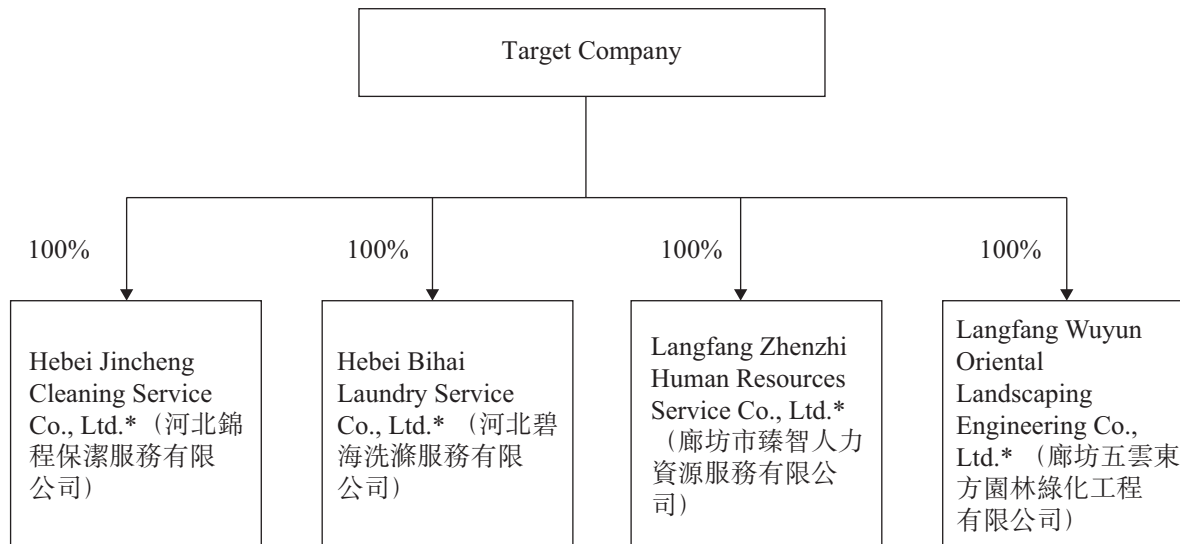 Target Company
100%
100%
100%
100%
Hebei Jincheng
Cleaning Service
Co., Ltd.*（河北錦
程保潔服務有限
公司）
Hebei Bihai
Laundry Service
Co., Ltd.*（河北碧
海洗滌服務有限
公司）
Langfang Zhenzhi
Human Resources
Service Co., Ltd.*
（廊坊市臻智人力
資源服務有限公
司）
Langfang Wuyun
Oriental
Landscaping
Engineering Co.,
Ltd.*（廊坊五雲東
方園林綠化工程
有限公司）